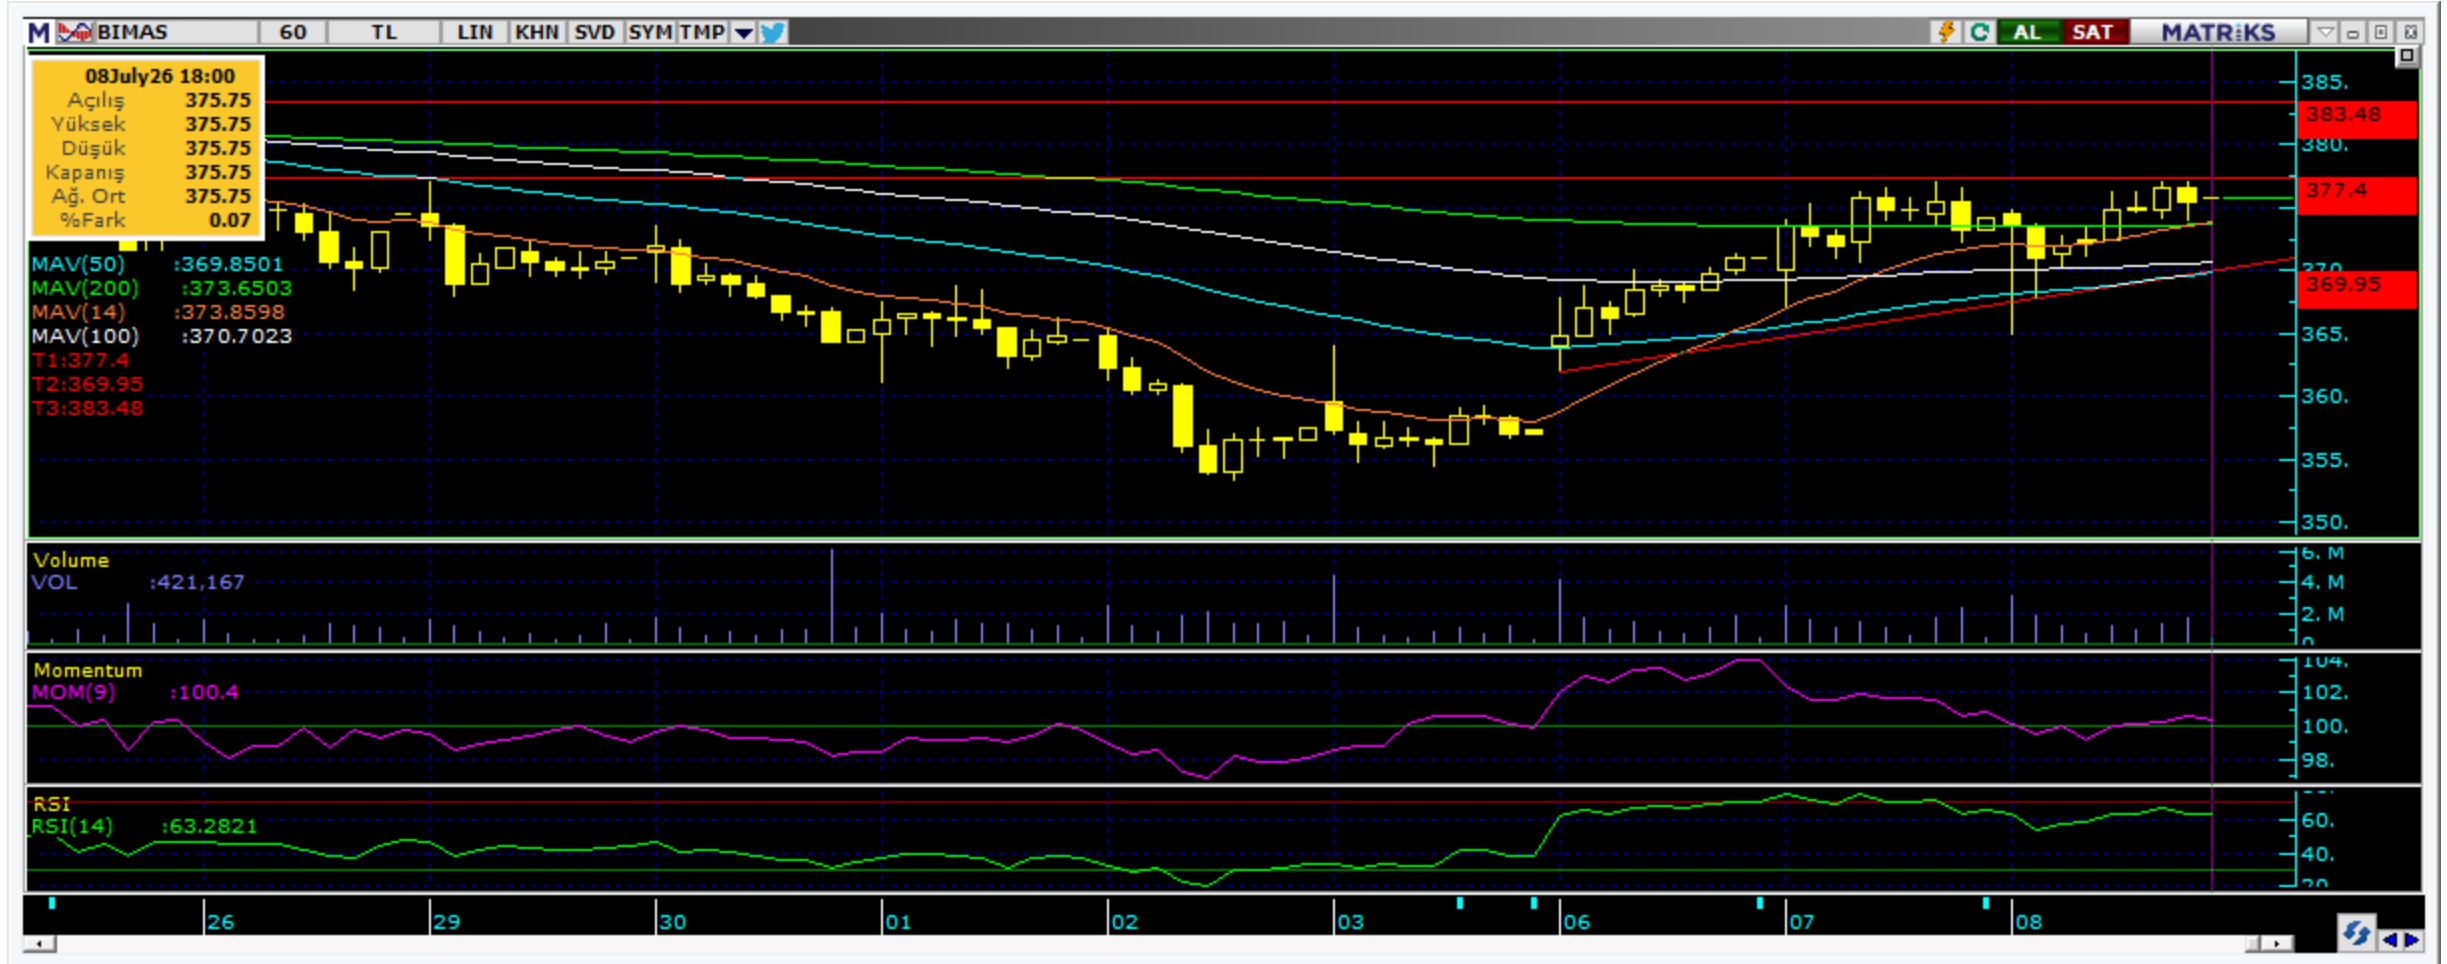 M BIMAS 60 TL LIN KHN SVD SYM TMP AL SAT MATRİKS
08July26 18:00
Açılış 375.75
Yüksek 375.75
Düşük 375.75
Kapanış 375.75
Ağ. Ort 375.75
%Fark 0.07
MAV(50) :369.8501
MAV(200) :373.6503
MAV(14) :373.8598
MAV(100) :370.7023
T1:377.4
T2:369.95
T3:383.48
385.
383.48
380.
377.4
370.
369.95
365.
360.
355.
350.
Volume
VOL :421,167
6. M
4. M
2. M
0
Momentum
MOM(9) :100.4
104.
102.
100.
98.
RSI
RSI(14) :63.2821
60.
40.
20
26 29 30 01 02 03 06 07 08